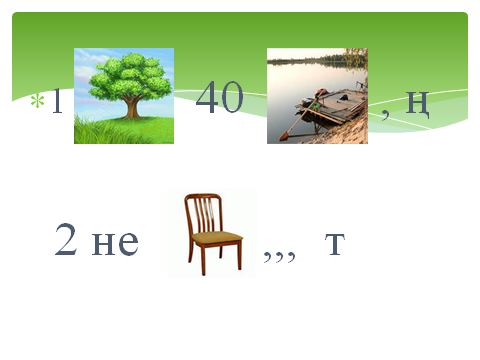 *1 40 , ң
2 не ,,, т